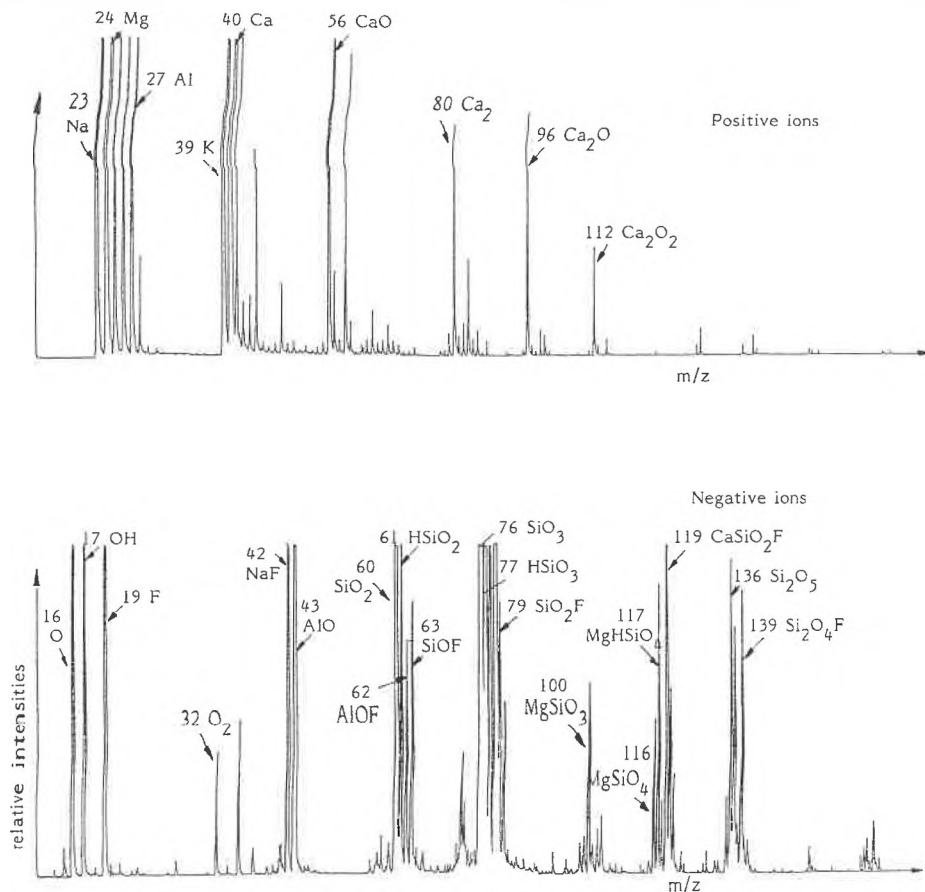 24 Mg
40 Ca
56 CaO
27 Al
23
Na
39 K
80 Ca2
96 Ca2O
112 Ca2O2
Positive ions
m/z
Negative ions
7 OH
16
O
19 F
32 O2
42
NaF
43
AlO
6 HSiO2
60
SiO2
63
SiOF
62
AlOF
76 SiO3
77 HSiO3
79 SiO2F
100
MgSiO3
117
MgHSiO4
116
MgSiO4
119 CaSiO2F
136 Si2O5
139 Si2O4F
relative intensities
m/z